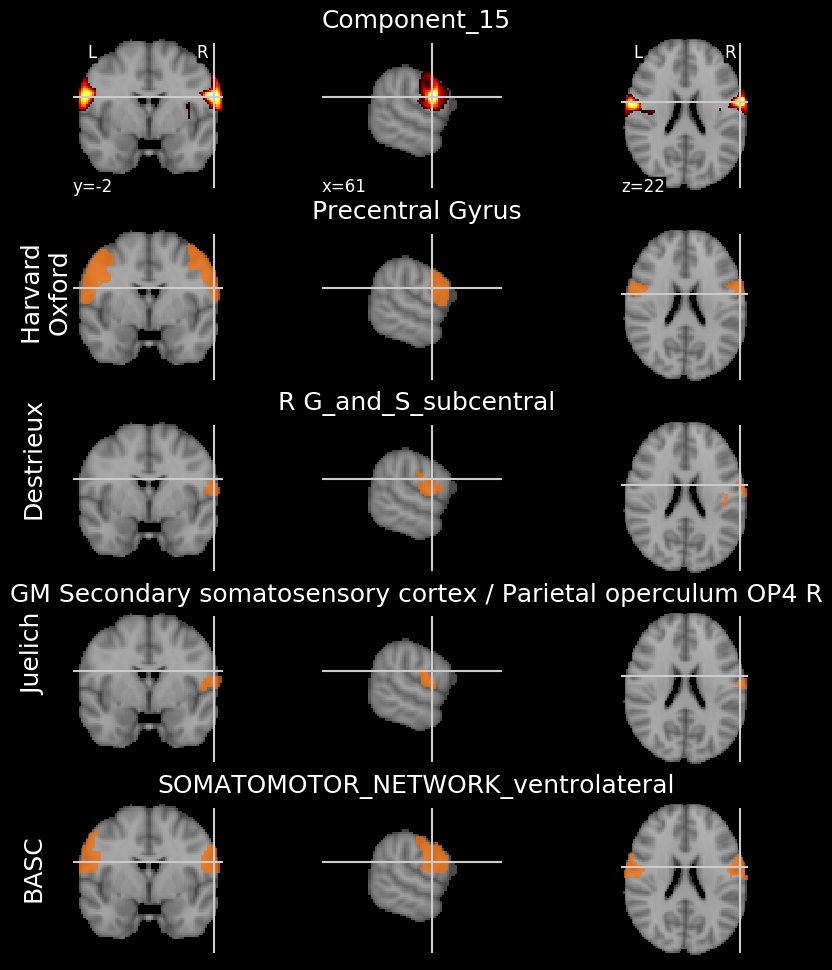 Component_15
L R
L R
y=-2
x=61
z=22
Precentral Gyrus
Harvard
Oxford
R G_and_S_subcentral
Destrieux
GM Secondary somatosensory cortex / Parietal operculum OP4 R
Juelich
SOMATOMOTOR_NETWORK_ventrolateral
BASC